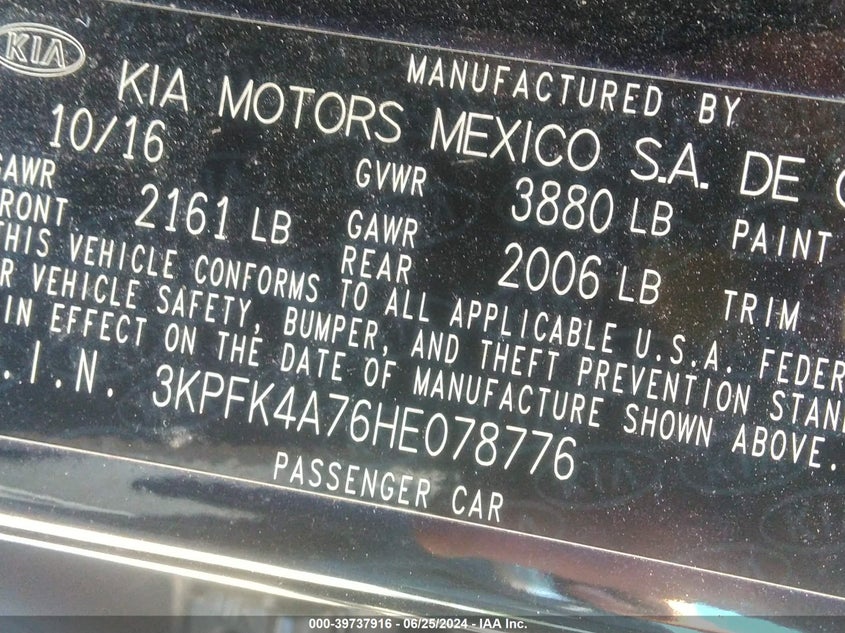 KIA
MANUFACTURED BY
KIA MOTORS MEXICO S.A. DE
10/16
GAWR FRONT 2161 LB
GVWR 3880 LB
GAWR REAR 2006 LB
PAINT
TRIM
THIS VEHICLE CONFORMS TO ALL APPLICABLE U.S.A. FEDER
R VEHICLE SAFETY, BUMPER, AND THEFT PREVENTION STAN
IN EFFECT ON THE DATE OF MANUFACTURE SHOWN ABOVE.
.I.N. 3KPFK4A76HE078776
PASSENGER CAR
000-39737916 - 06/25/2024 - IAA Inc.